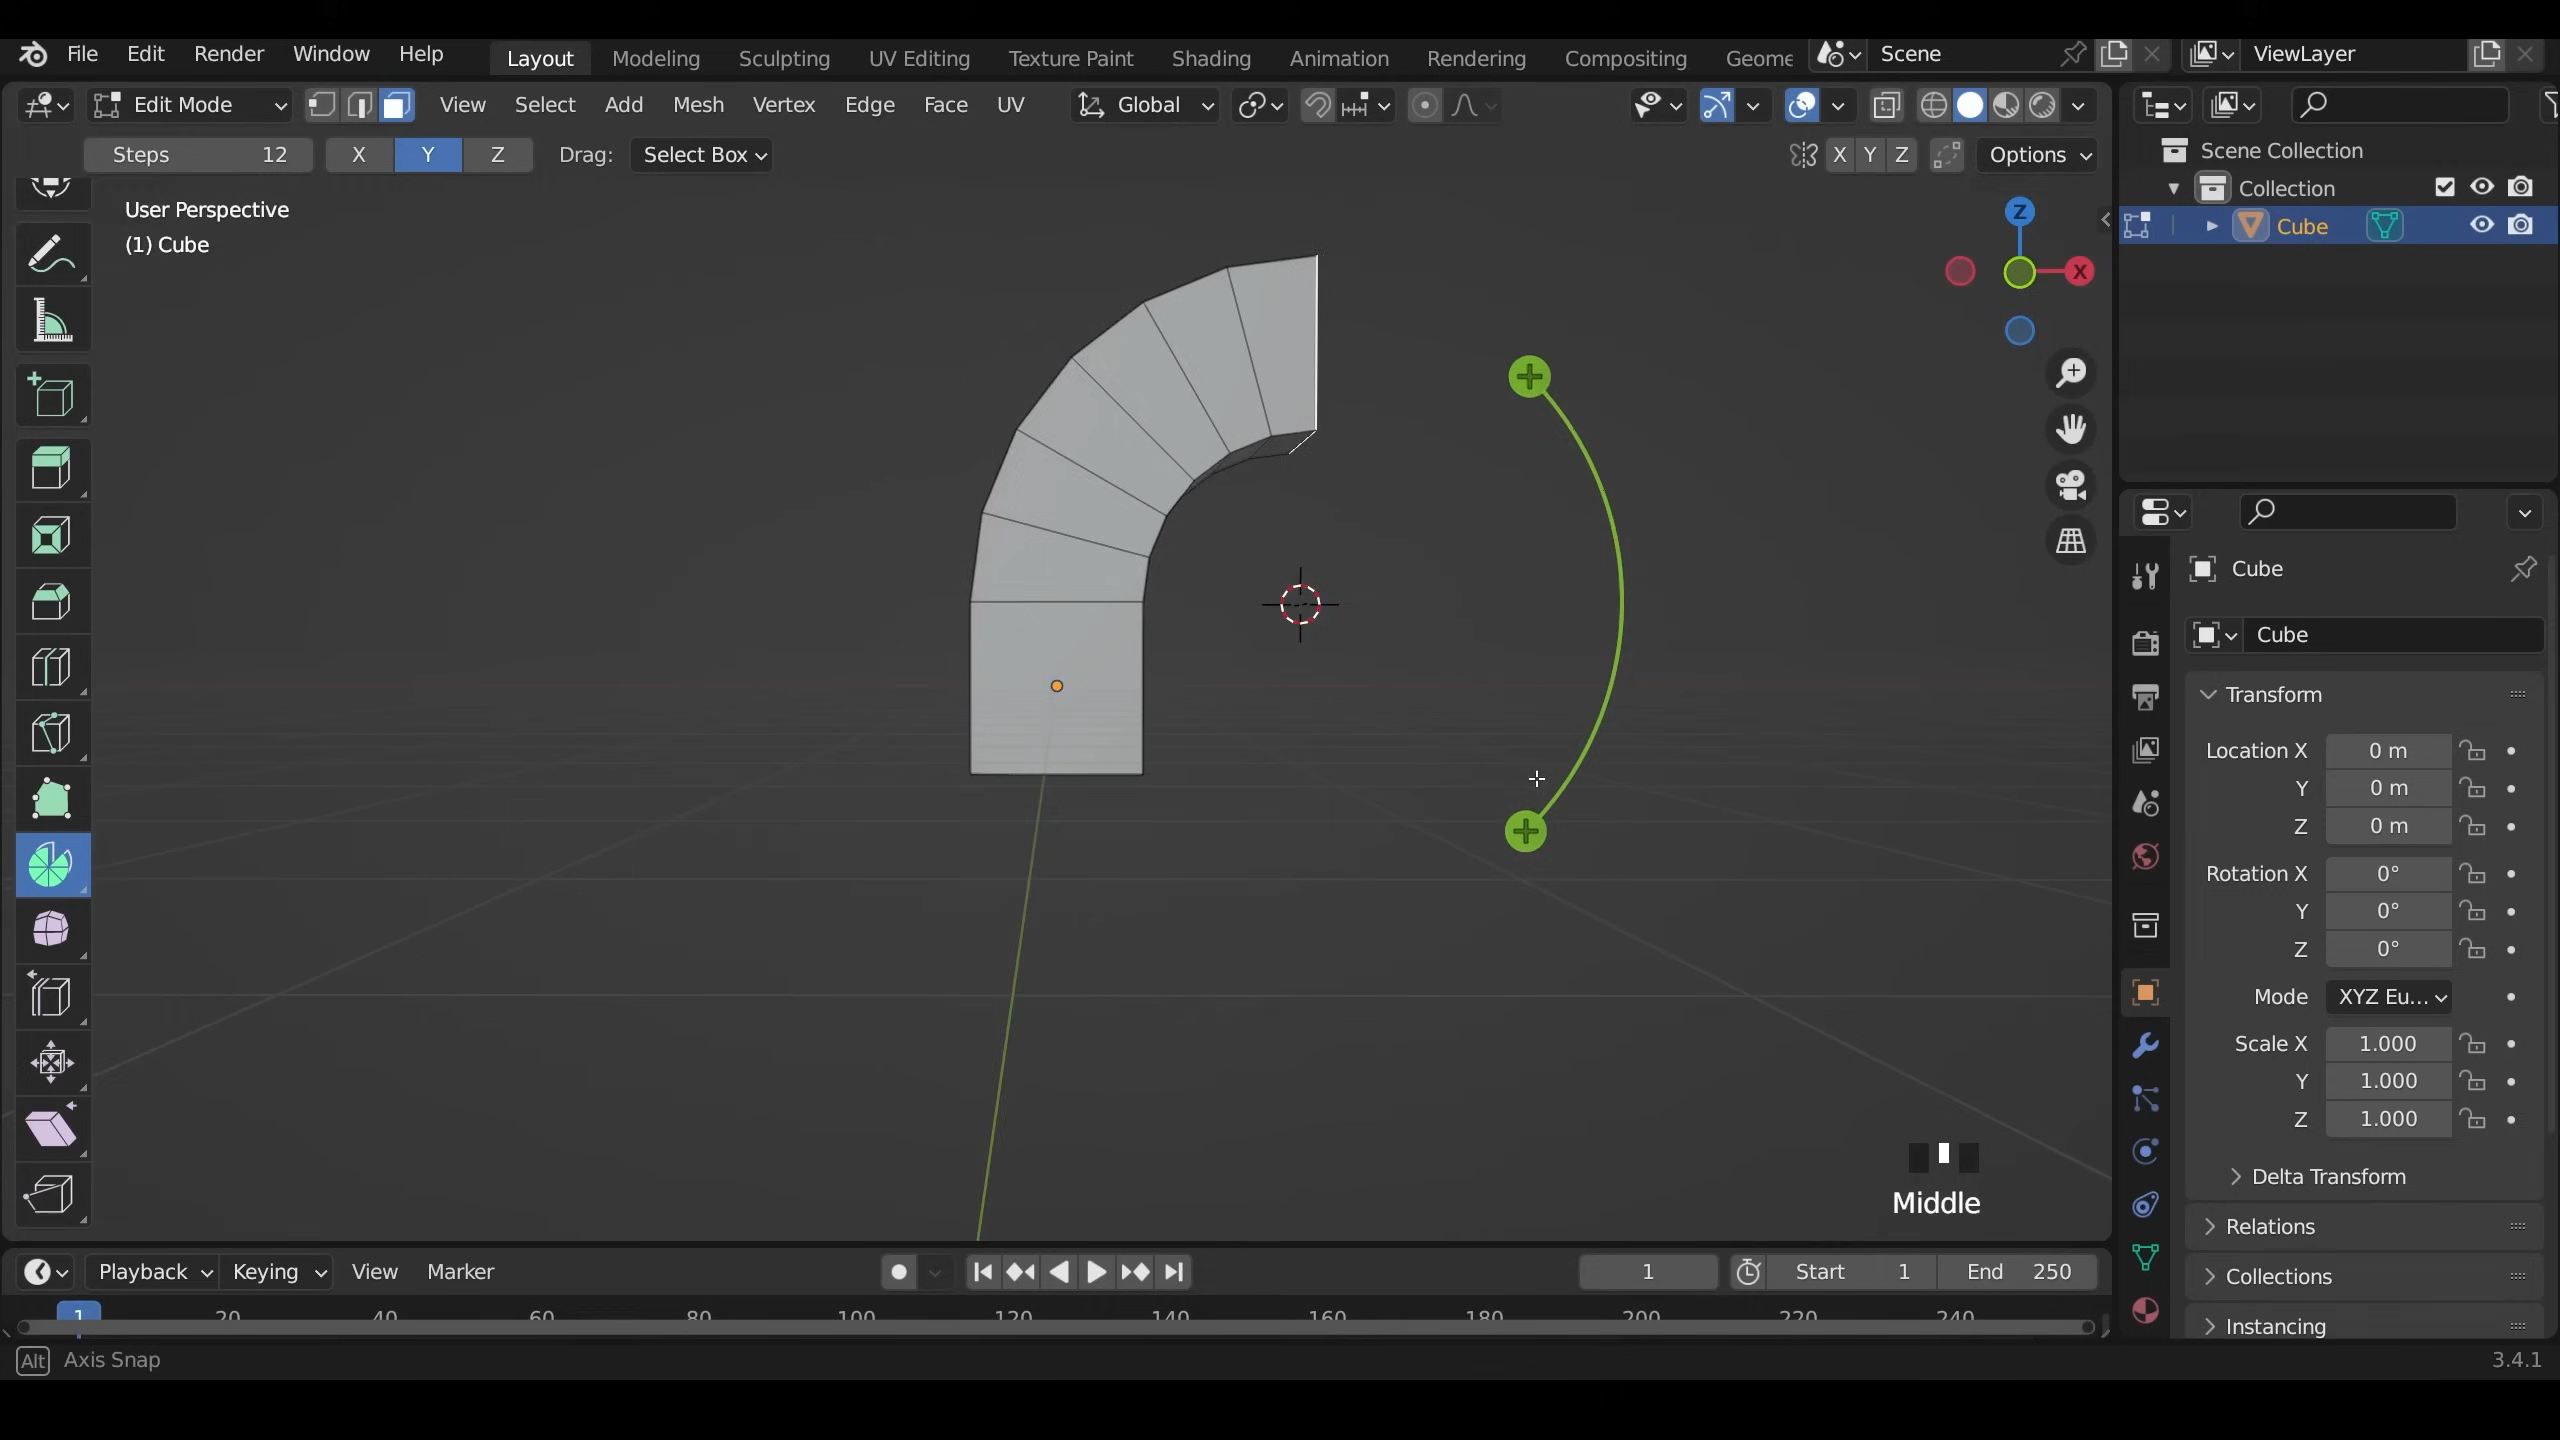 File Edit Render Window Help Layout Modeling Sculpting UV Editing Texture Paint Shading Animation Rendering Compositing Geome Scene ViewLayer
Edit Mode View Select Add Mesh Vertex Edge Face UV Global
Steps 12 X Y Z Drag: Select Box X Y Z Options
User Perspective
(1) Cube
Z
X
Scene Collection
Collection
Cube
Cube
Cube
Transform
Location X 0 m
Y 0 m
Z 0 m
Rotation X 0°
Y 0°
Z 0°
Mode XYZ Eu...
Scale X 1.000
Y 1.000
Z 1.000
Delta Transform
Relations
Collections
Instancing
Middle
Playback Keying View Marker 1 Start 1 End 250
1 20 40 60 80 100 120 140 160 180 200 220 240
Alt Axis Snap 3.4.1